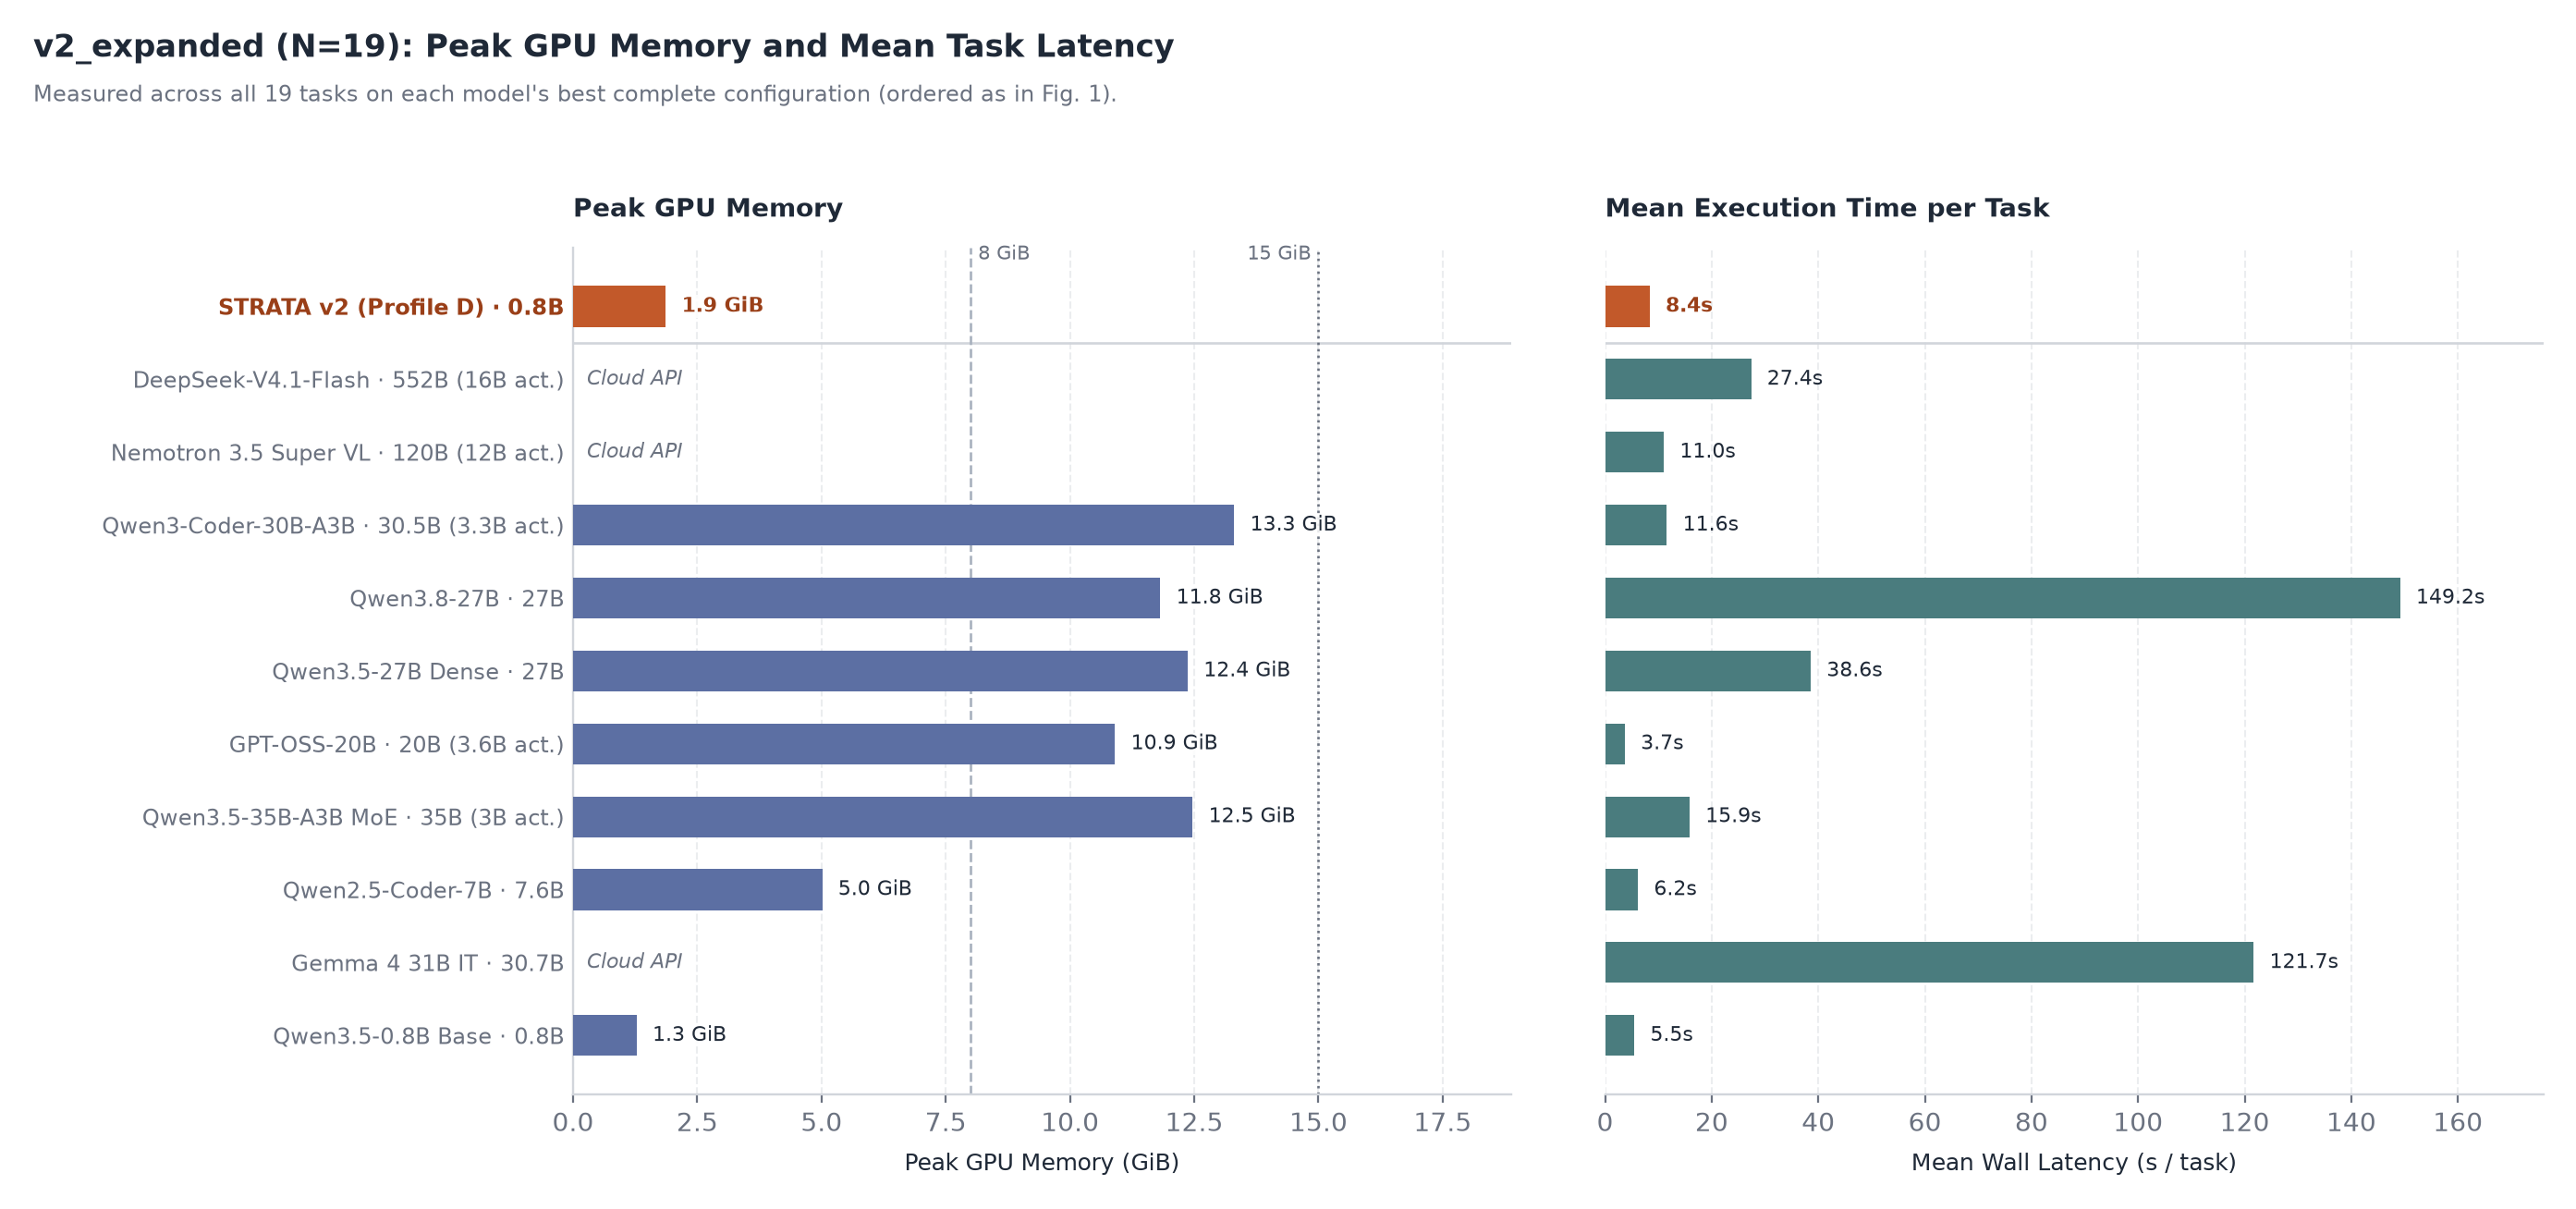 v2_expanded (N=19): Peak GPU Memory and Mean Task Latency
Measured across all 19 tasks on each model's best complete configuration (ordered as in Fig. 1).
Peak GPU Memory
8 GiB
15 GiB
STRATA v2 (Profile D) · 0.8B
1.9 GiB
DeepSeek-V4.1-Flash · 552B (16B act.)
Cloud API
Nemotron 3.5 Super VL · 120B (12B act.)
Cloud API
Qwen3-Coder-30B-A3B · 30.5B (3.3B act.)
13.3 GiB
Qwen3.8-27B · 27B
11.8 GiB
Qwen3.5-27B Dense · 27B
12.4 GiB
GPT-OSS-20B · 20B (3.6B act.)
10.9 GiB
Qwen3.5-35B-A3B MoE · 35B (3B act.)
12.5 GiB
Qwen2.5-Coder-7B · 7.6B
5.0 GiB
Gemma 4 31B IT · 30.7B
Cloud API
Qwen3.5-0.8B Base · 0.8B
1.3 GiB
0.0 2.5 5.0 7.5 10.0 12.5 15.0 17.5
Peak GPU Memory (GiB)
Mean Execution Time per Task
8.4s
27.4s
11.0s
11.6s
149.2s
38.6s
3.7s
15.9s
6.2s
121.7s
5.5s
0 20 40 60 80 100 120 140 160
Mean Wall Latency (s / task)